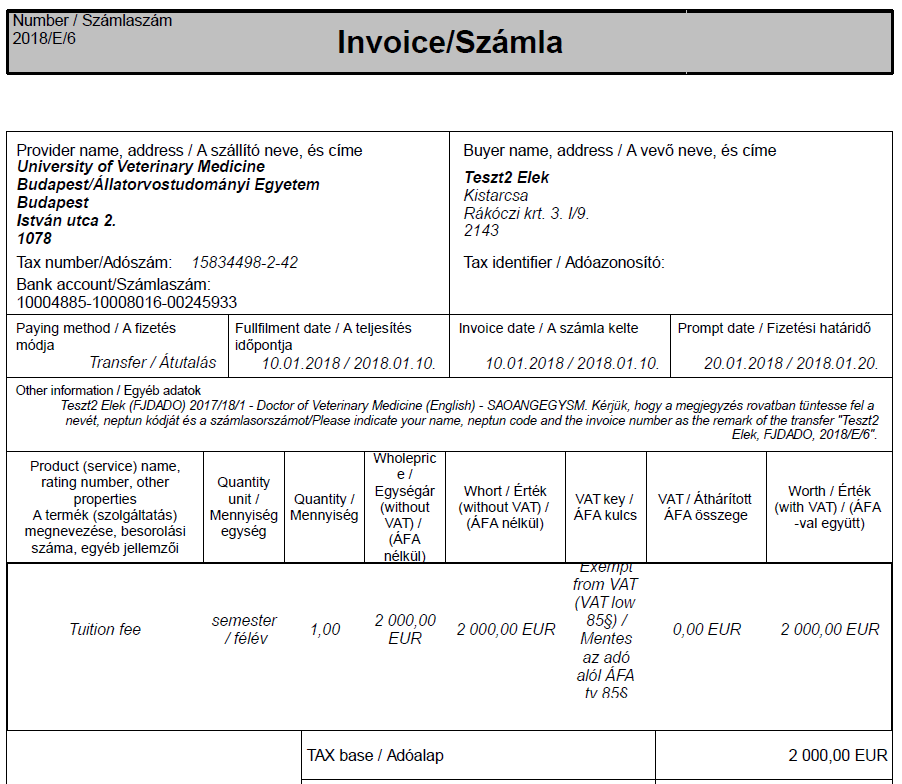 Number / Számlaszám
2018/E/6
Invoice/Számla
Provider name, address / A szállító neve, és címe
University of Veterinary Medicine
Budapest/Állatorvostudományi Egyetem
Budapest
István utca 2.
1078
Tax number/Adószám: 15834498-2-42
Bank account/Számlaszám:
10004885-10008016-00245933
Buyer name, address / A vevő neve, és címe
Teszt2 Elek
Kistarcsa
Rákóczi krt. 3. I/9.
2143
Tax identifier / Adóazonosító:
Paying method / A fizetés
módja
Transfer / Átutalás
Fullfilment date / A teljesítés
időpontja
10.01.2018 / 2018.01.10.
Invoice date / A számla kelte
10.01.2018 / 2018.01.10.
Prompt date / Fizetési határidő
20.01.2018 / 2018.01.20.
Other information / Egyéb adatok
Teszt2 Elek (FJDADO) 2017/18/1 - Doctor of Veterinary Medicine (English) - SAOANGEGYSM. Kérjük, hogy a megjegyzés rovatban tüntesse fel a
nevét, neptun kódját és a számlasorszámot/Please indicate your name, neptun code and the invoice number as the remark of the transfer "Teszt2
Elek, FJDADO, 2018/E/6".
Product (service) name,
rating number, other
properties
A termék (szolgáltatás)
megnevezése, besorolási
száma, egyéb jellemzői
Quantity
unit /
Mennyiség
egység
Quantity /
Mennyiség
Wholepric
e /
Egységár
(without
VAT) /
(ÁFA
nélkül)
Whort / Érték
(without VAT) /
(ÁFA nélkül)
VAT key /
ÁFA kulcs
VAT / Áthárított
ÁFA összege
Worth / Érték
(with VAT) / (ÁFA
-val együtt)
Tuition fee
semester
/ félév
1,00
2 000,00
EUR
2 000,00 EUR
Exempt
from VAT
(VAT low
85§) /
Mentes
az adó
alól ÁFA
tv 85§
0,00 EUR
2 000,00 EUR
TAX base / Adóalap
2 000,00 EUR